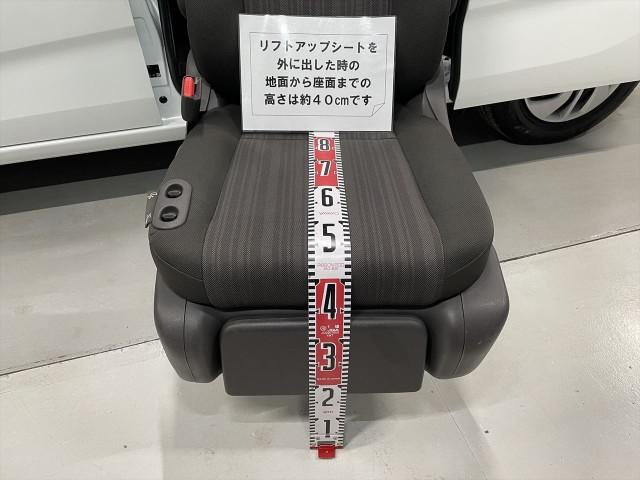 リフトアップシートを
外に出した時の
地面から座面までの
高さは約４０㎝です
8
7
6
5
4
3
2
1